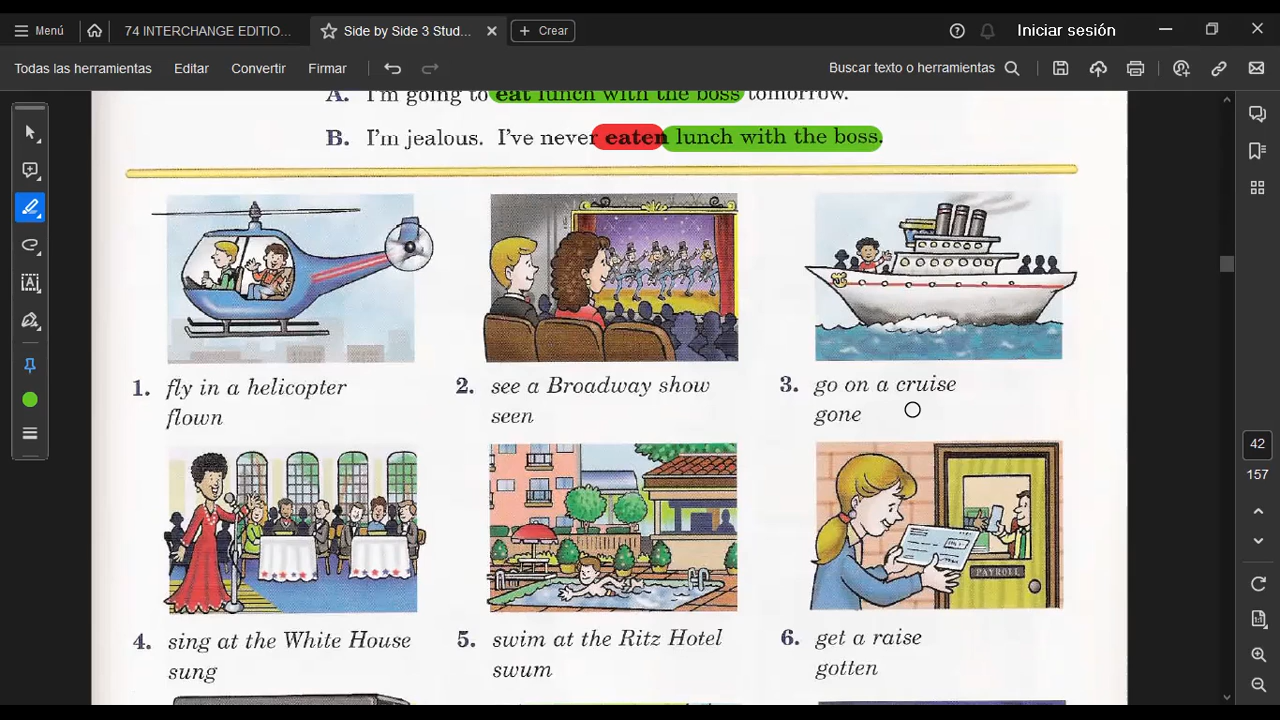 Menú
74 INTERCHANGE EDITIO...
Side by Side 3 Stud...
Crear
Iniciar sesión
Todas las herramientas
Editar
Convertir
Firmar
Buscar texto o herramientas
A. I'm going to eat lunch with the boss tomorrow.
B. I'm jealous. I've never eaten lunch with the boss.
1. fly in a helicopter
flown
2. see a Broadway show
seen
3. go on a cruise
gone
PAYROLL
4. sing at the White House
sung
5. swim at the Ritz Hotel
swum
6. get a raise
gotten
42
157